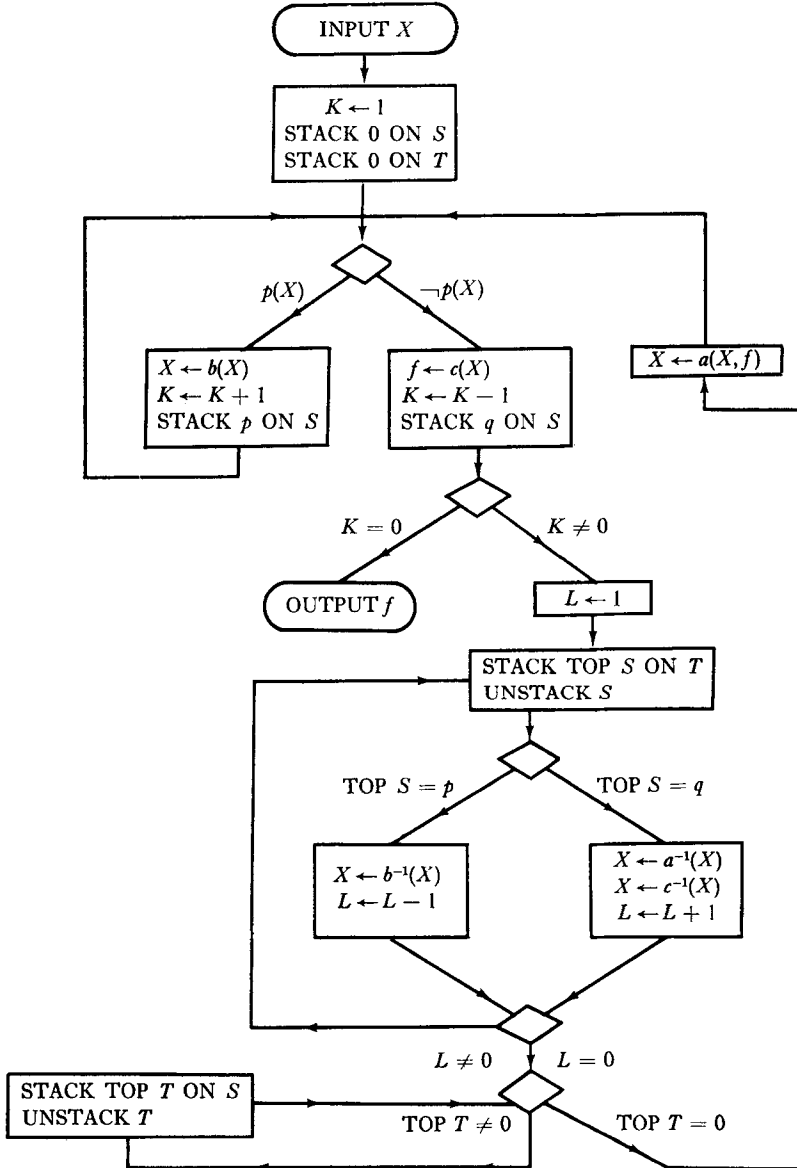 INPUT X
K ← 1
STACK 0 ON S
STACK 0 ON T
p(X)
¬p(X)
X ← b(X)
K ← K + 1
STACK p ON S
f ← c(X)
K ← K − 1
STACK q ON S
X ← a(X, f)
K = 0
K ≠ 0
OUTPUT f
L ← 1
STACK TOP S ON T
UNSTACK S
TOP S = p
TOP S = q
X ← b⁻¹(X)
L ← L − 1
X ← a⁻¹(X)
X ← c⁻¹(X)
L ← L + 1
L ≠ 0
L = 0
STACK TOP T ON S
UNSTACK T
TOP T ≠ 0
TOP T = 0